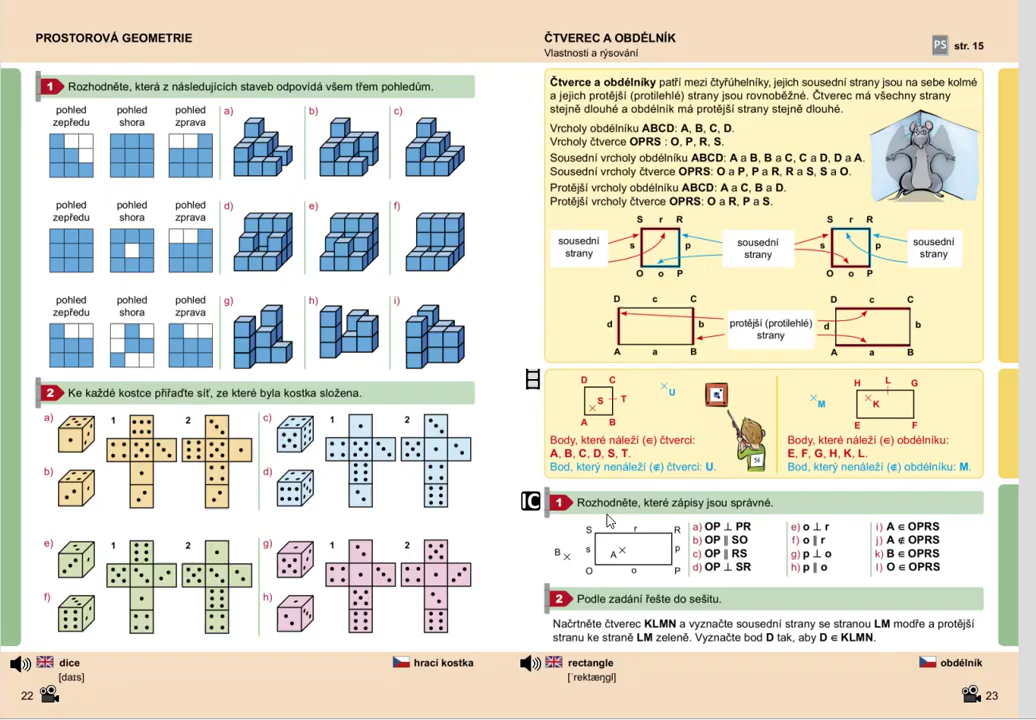 PROSTOROVÁ GEOMETRIE
1 Rozhodněte, která z následujících staveb odpovídá všem třem pohledům.
pohled zepředu
pohled shora
pohled zprava
a)
b)
c)
pohled zepředu
pohled shora
pohled zprava
d)
e)
f)
pohled zepředu
pohled shora
pohled zprava
g)
h)
i)
2 Ke každé kostce přiřaďte síť, ze které byla kostka složena.
a) 1 2
c) 1 2
b)
d)
e) 1 2
g) 1 2
f)
h)
dice
[daɪs]
hrací kostka
22
ČTVEREC A OBDÉLNÍK
Vlastnosti a rýsování
PS str. 15
Čtverce a obdélníky patří mezi čtyřúhelníky, jejich sousední strany jsou na sebe kolmé
a jejich protější (protilehlé) strany jsou rovnoběžné. Čtverec má všechny strany
stejně dlouhé a obdélník má protější strany stejně dlouhé.
Vrcholy obdélníku ABCD: A, B, C, D.
Vrcholy čtverce OPRS : O, P, R, S.
Sousední vrcholy obdélníku ABCD: A a B, B a C, C a D, D a A.
Sousední vrcholy čtverce OPRS: O a P, P a R, R a S, S a O.
Protější vrcholy obdélníku ABCD: A a C, B a D.
Protější vrcholy čtverce OPRS: O a R, P a S.
S r R S r R
sousední strany
s p
sousední strany
s p
sousední strany
O o P O o P
D c C D c C
d b
protější (protilehlé) strany
d b
A a B A a B
D C
S T
A B
U
Body, které náleží (∈) čtverci:
A, B, C, D, S, T.
Bod, který nenáleží (∉) čtverci: U.
56
H L G
M K
E F
Body, které náleží (∈) obdélníku:
E, F, G, H, K, L.
Bod, který nenáleží (∉) obdélníku: M.
1 Rozhodněte, které zápisy jsou správné.
S r R
B s A p
O o P
a) OP ⊥ PR
b) OP ∥ SO
c) OP ∥ RS
d) OP ⊥ SR
e) o ⊥ r
f) o ∥ r
g) p ⊥ o
h) p ∥ o
i) A ∈ OPRS
j) A ∉ OPRS
k) B ∈ OPRS
l) O ∈ OPRS
2 Podle zadání řešte do sešitu.
Načrtněte čtverec KLMN a vyznačte sousední strany se stranou LM modře a protější
stranu ke straně LM zeleně. Vyznačte bod D tak, aby D ∈ KLMN.
rectangle
[ˈrektæŋgl]
obdélník
23